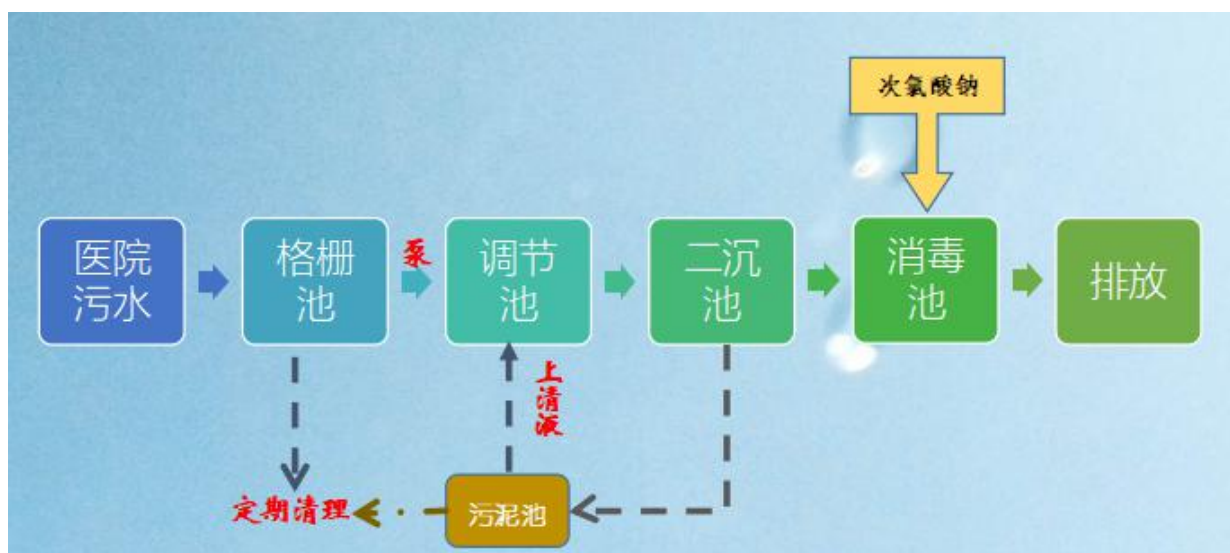 次氯酸钠
医院
污水
格栅
池
泵
调节
池
二沉
池
消毒
池
排放
上
清
液
定期清理
污泥池